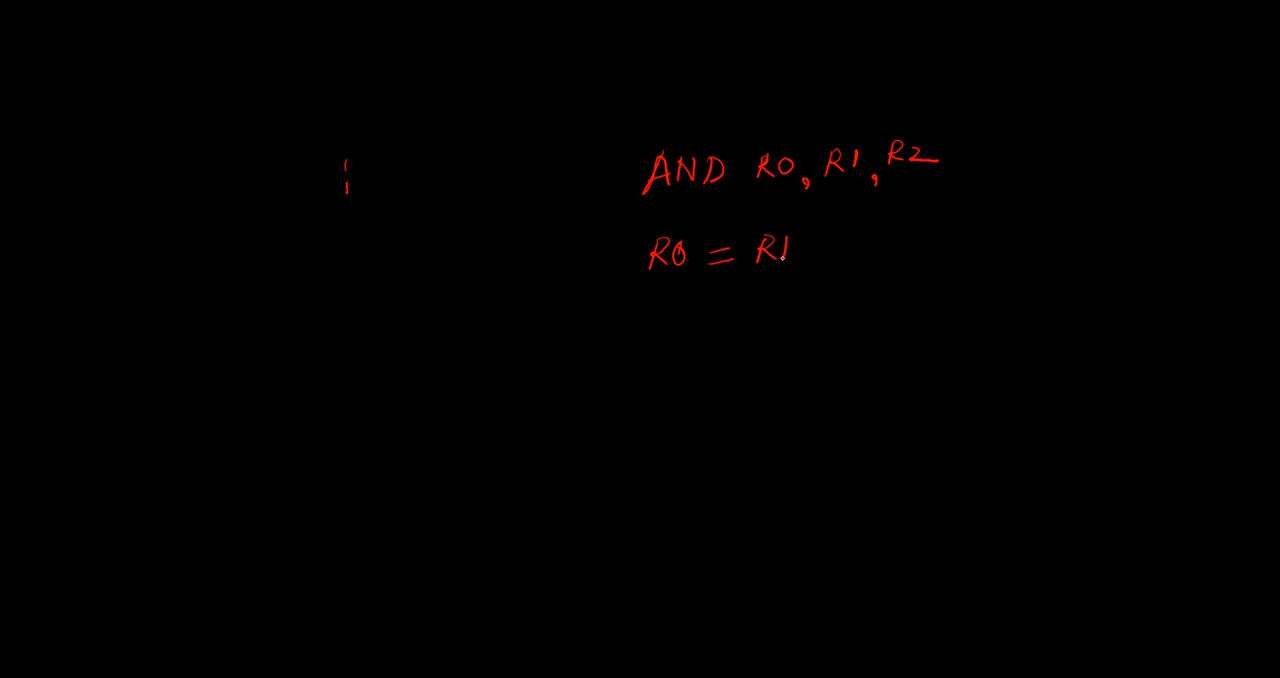 AND R0, R1, R2
R0 = R1